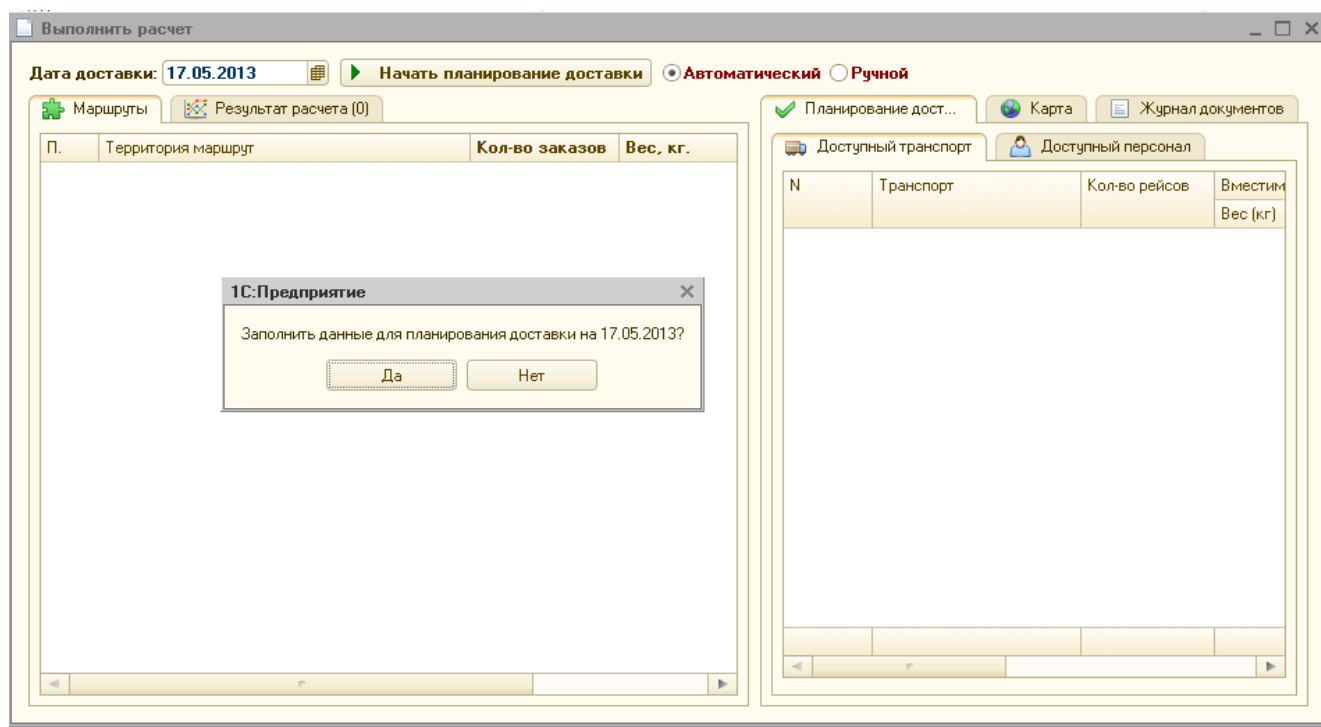 Выполнить расчет
Дата доставки: 17.05.2013 Начать планирование доставки Автоматический Ручной
Маршруты Результат расчета (0) Планирование дост... Карта Журнал документов
П. Территория маршрут Кол-во заказов Вес, кг. Доступный транспорт Доступный персонал
N Транспорт Кол-во рейсов Вместим
Вес (кг)
1С:Предприятие
Заполнить данные для планирования доставки на 17.05.2013?
Да Нет